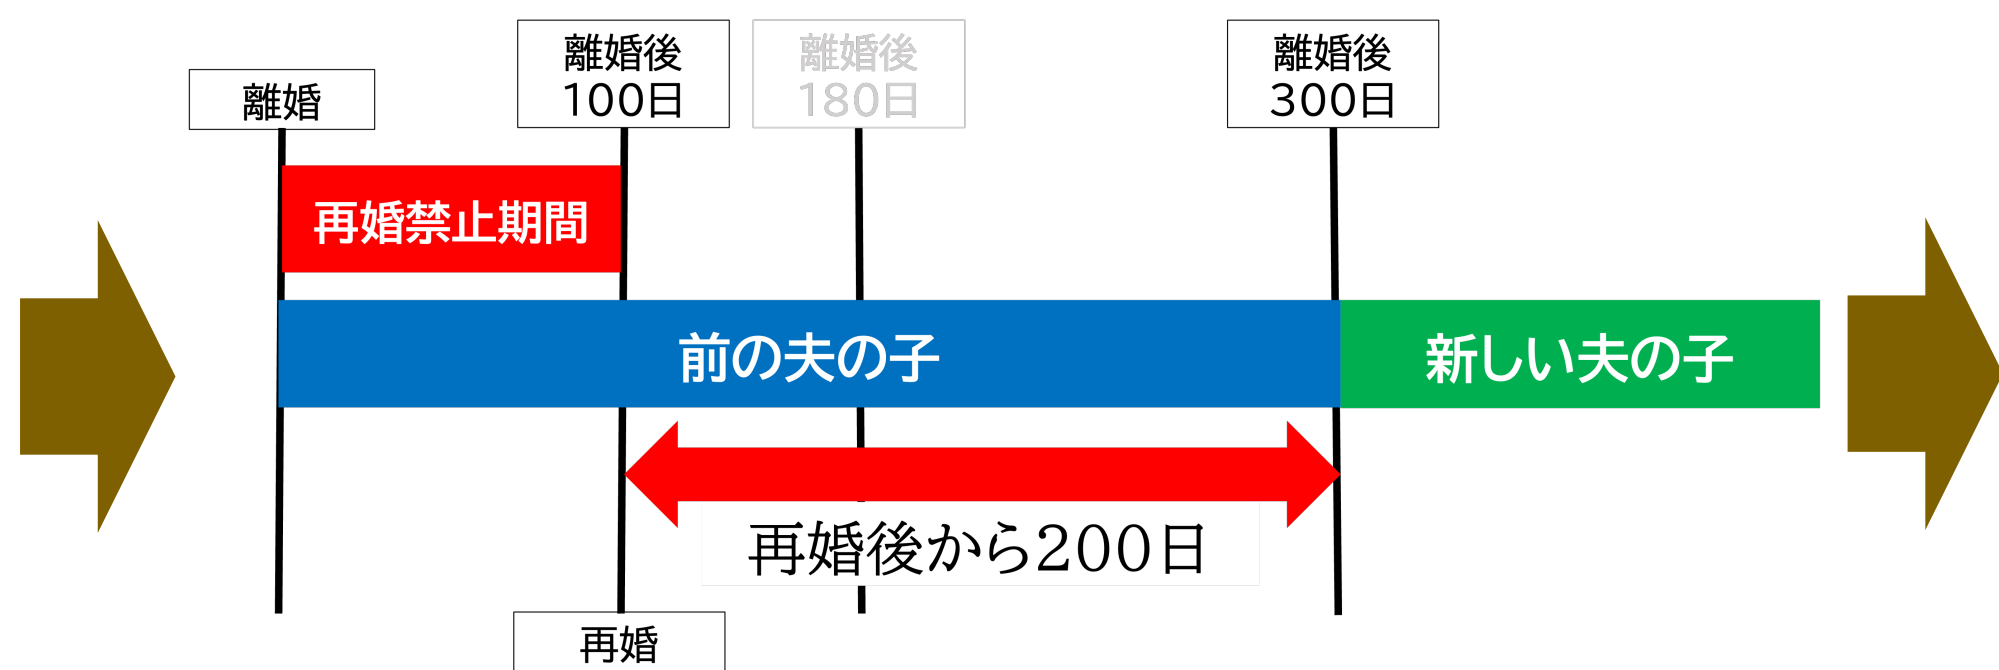 離婚
離婚後
100日
離婚後
180日
離婚後
300日
再婚禁止期間
前の夫の子
新しい夫の子
再婚後から200日
再婚